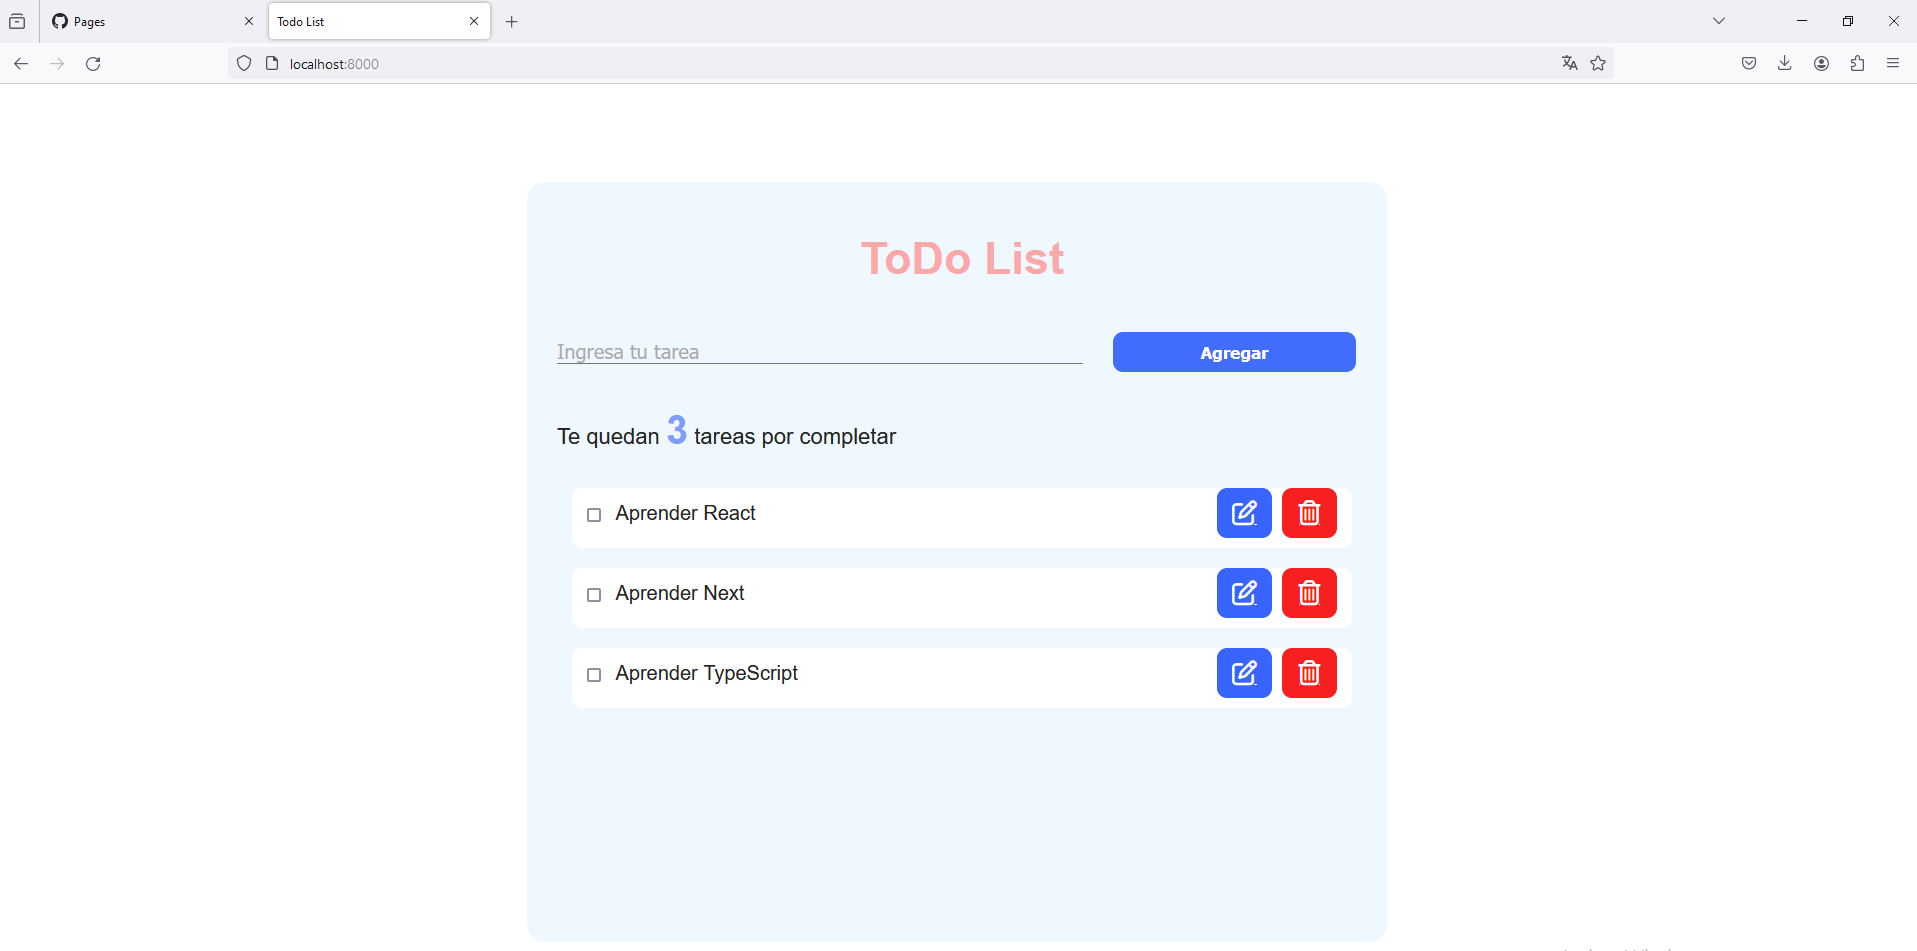 Pages
Todo List
localhost:8000
ToDo List
Ingresa tu tarea
Agregar
Te quedan 3 tareas por completar
Aprender React
Aprender Next
Aprender TypeScript